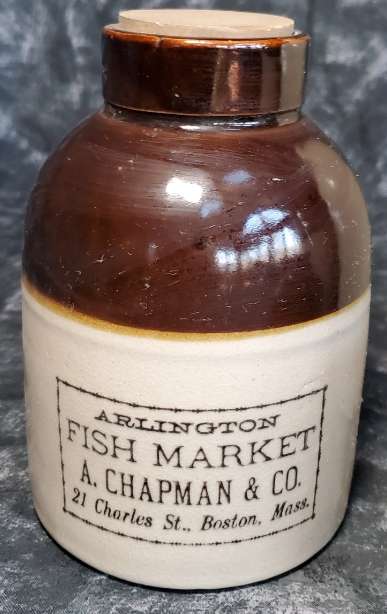 ARLINGTON
FISH MARKET
A. CHAPMAN & CO.
21 Charles St., Boston, Mass.